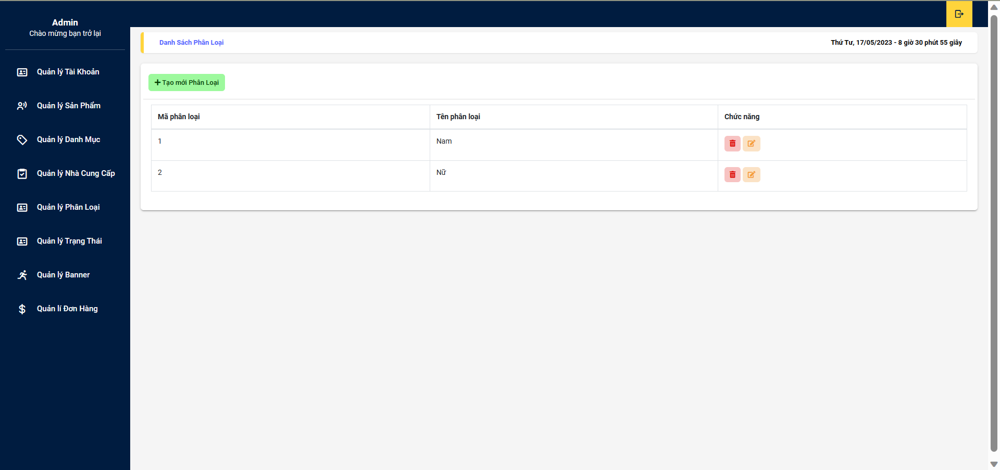 Admin
Chào mừng bạn trở lại
Quản lý Tài Khoản
Quản lý Sản Phẩm
Quản lý Danh Mục
Quản lý Nhà Cung Cấp
Quản lý Phân Loại
Quản lý Trạng Thái
Quản lý Banner
Quản lí Đơn Hàng
Danh Sách Phân Loại
Thứ Tư, 17/05/2023 - 8 giờ 30 phút 55 giây
Tạo mới Phân Loại
Mã phân loại Tên phân loại Chức năng
1 Nam
2 Nữ